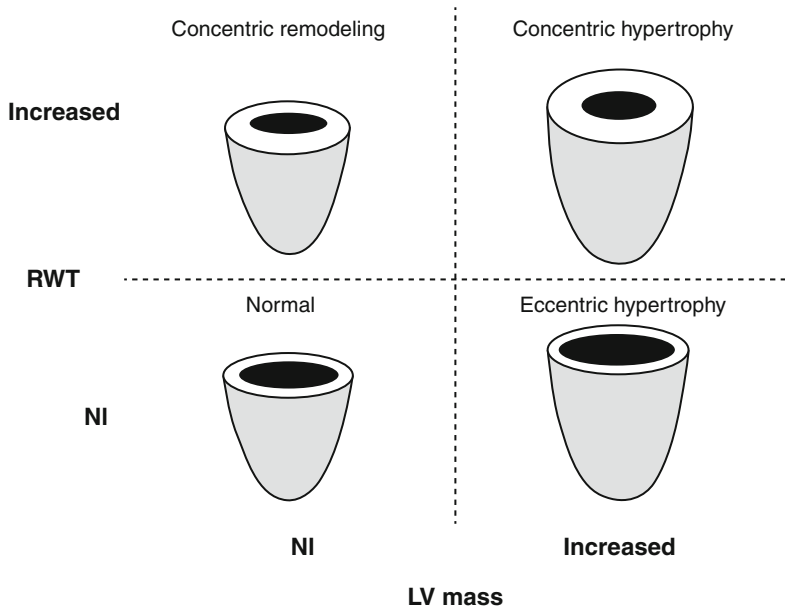 Concentric remodeling
Concentric hypertrophy
Increased
RWT
Normal
Eccentric hypertrophy
Nl
Nl
Increased
LV mass